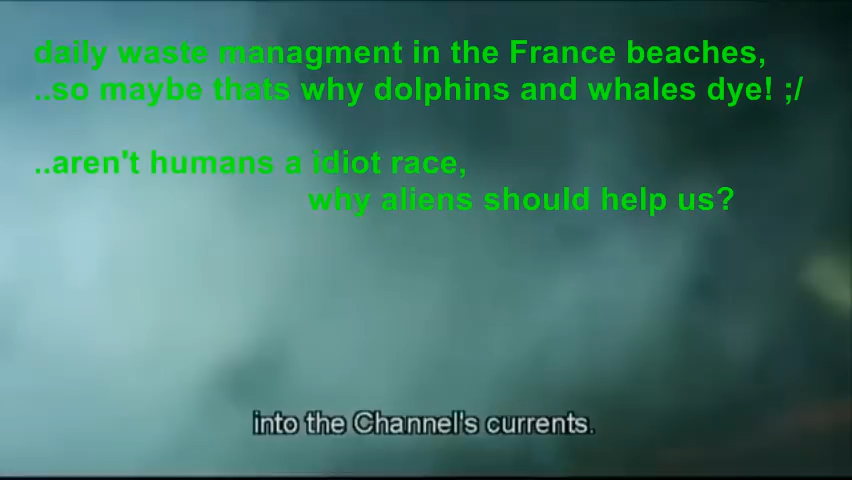 daily waste managment in the France beaches,
..so maybe thats why dolphins and whales dye! ;/
..aren't humans a idiot race,
why aliens should help us?
into the Channel's currents.